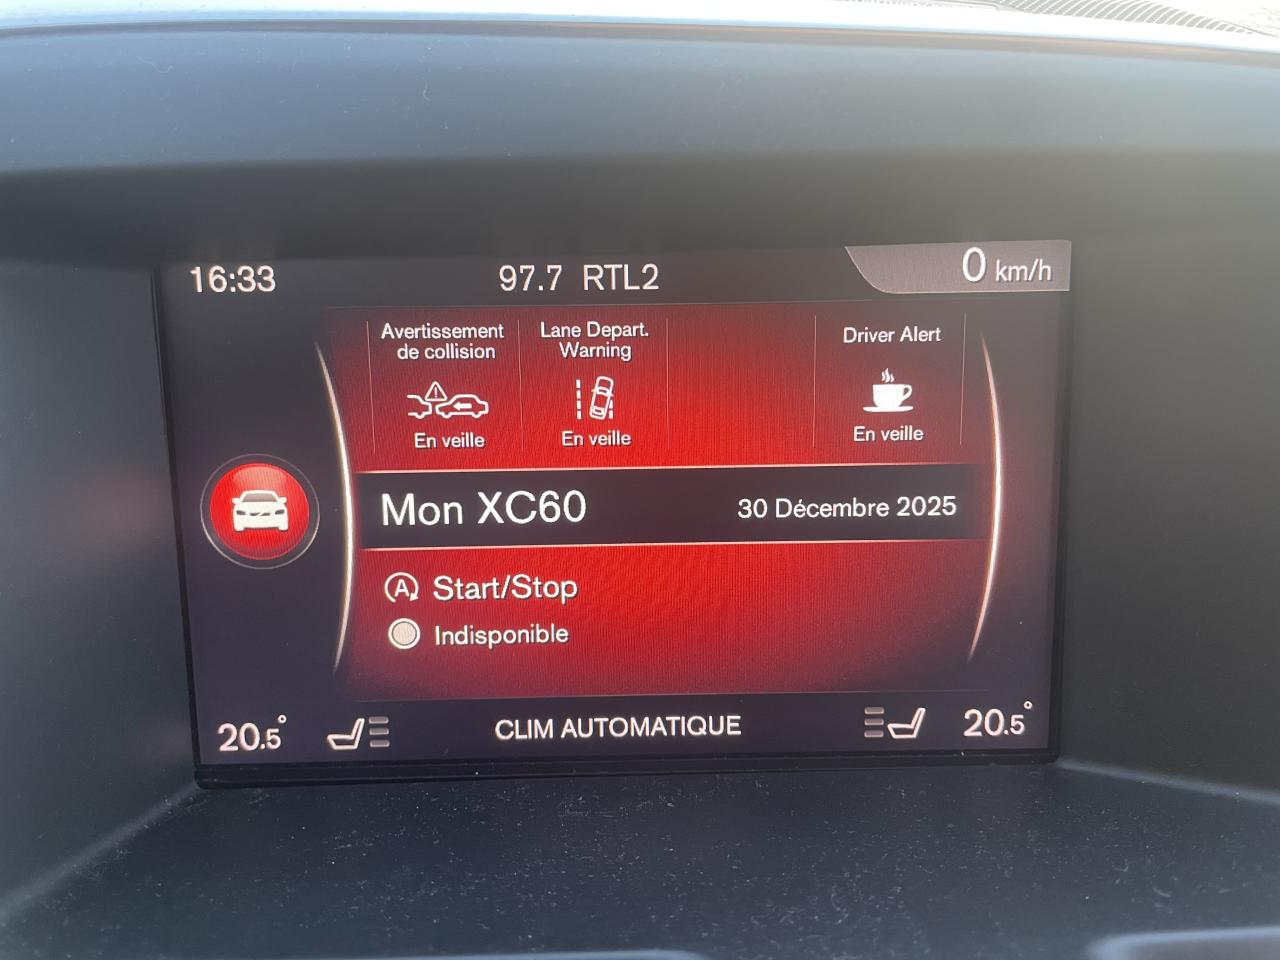 16:33 97.7 RTL2 0 km/h
Avertissement
de collision
En veille
Lane Depart.
Warning
En veille
Driver Alert
En veille
Mon XC60 30 Décembre 2025
A Start/Stop
Indisponible
20.5° CLIM AUTOMATIQUE 20.5°